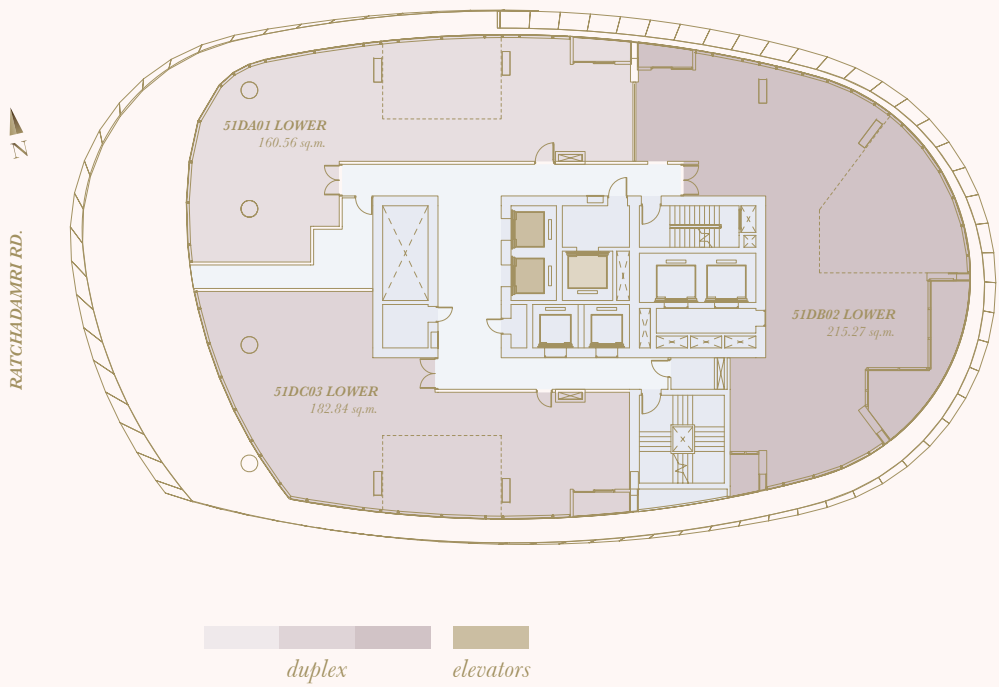 51DA01 LOWER
160.56 sq.m.
N
RATCHADAMRI RD.
51DB02 LOWER
215.27 sq.m.
51DC03 LOWER
182.84 sq.m.
duplex
elevators